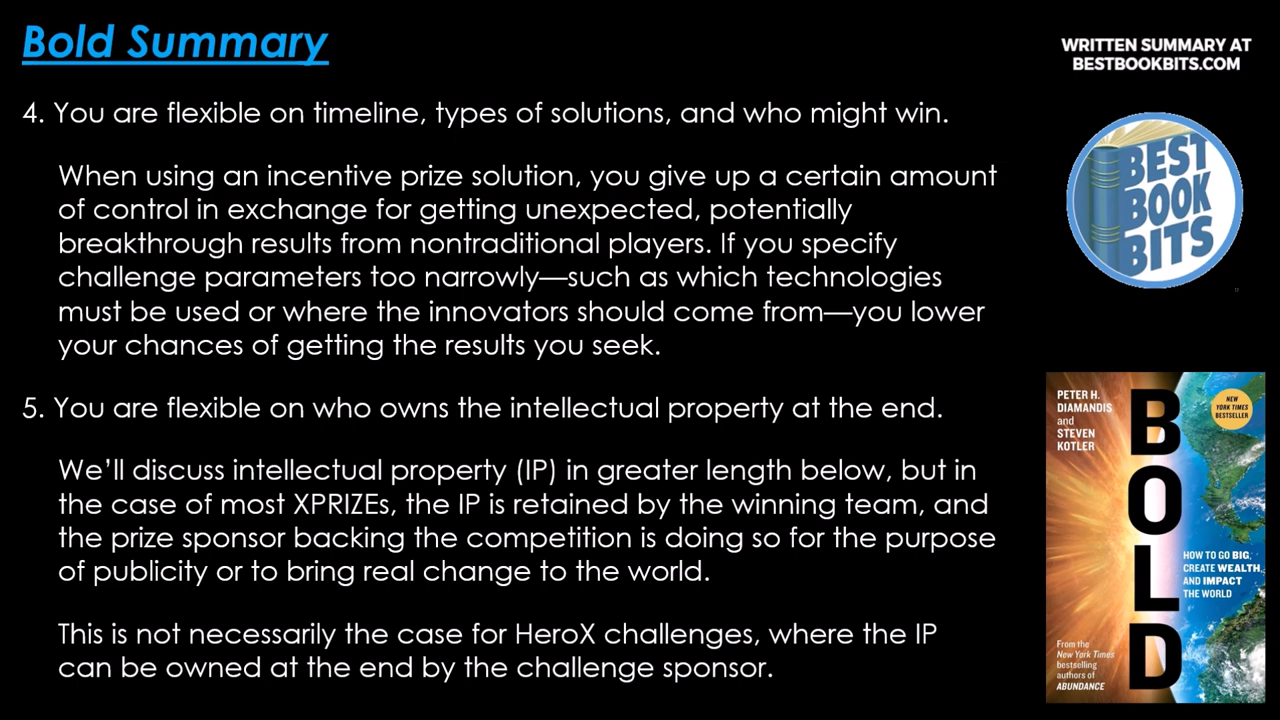 Bold Summary
WRITTEN SUMMARY AT
BESTBOOKBITS.COM
4. You are flexible on timeline, types of solutions, and who might win.
When using an incentive prize solution, you give up a certain amount
of control in exchange for getting unexpected, potentially
breakthrough results from nontraditional players. If you specify
challenge parameters too narrowly—such as which technologies
must be used or where the innovators should come from—you lower
your chances of getting the results you seek.
5. You are flexible on who owns the intellectual property at the end.
We’ll discuss intellectual property (IP) in greater length below, but in
the case of most XPRIZEs, the IP is retained by the winning team, and
the prize sponsor backing the competition is doing so for the purpose
of publicity or to bring real change to the world.
This is not necessarily the case for HeroX challenges, where the IP
can be owned at the end by the challenge sponsor.
BEST
BOOK
BITS
PETER H.
DIAMANDIS
and
STEVEN
KOTLER
NEW
YORK TIMES
BESTSELLER
BOLD
HOW TO GO BIG,
CREATE WEALTH,
AND IMPACT
THE WORLD
From the
New York Times
bestselling
authors of
ABUNDANCE